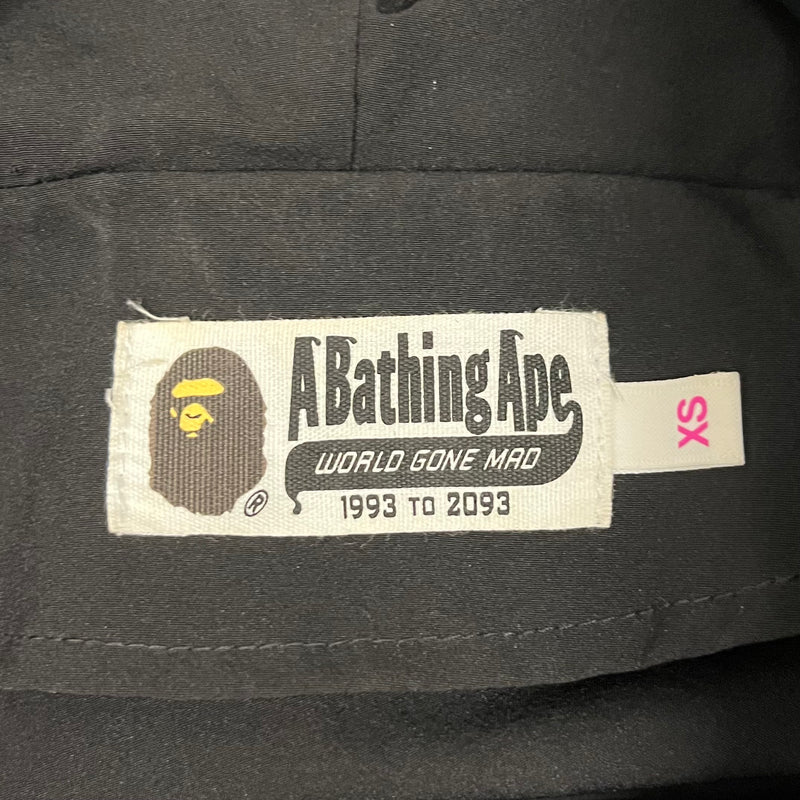 A Bathing Ape
WORLD GONE MAD
1993 TO 2093
®
XS